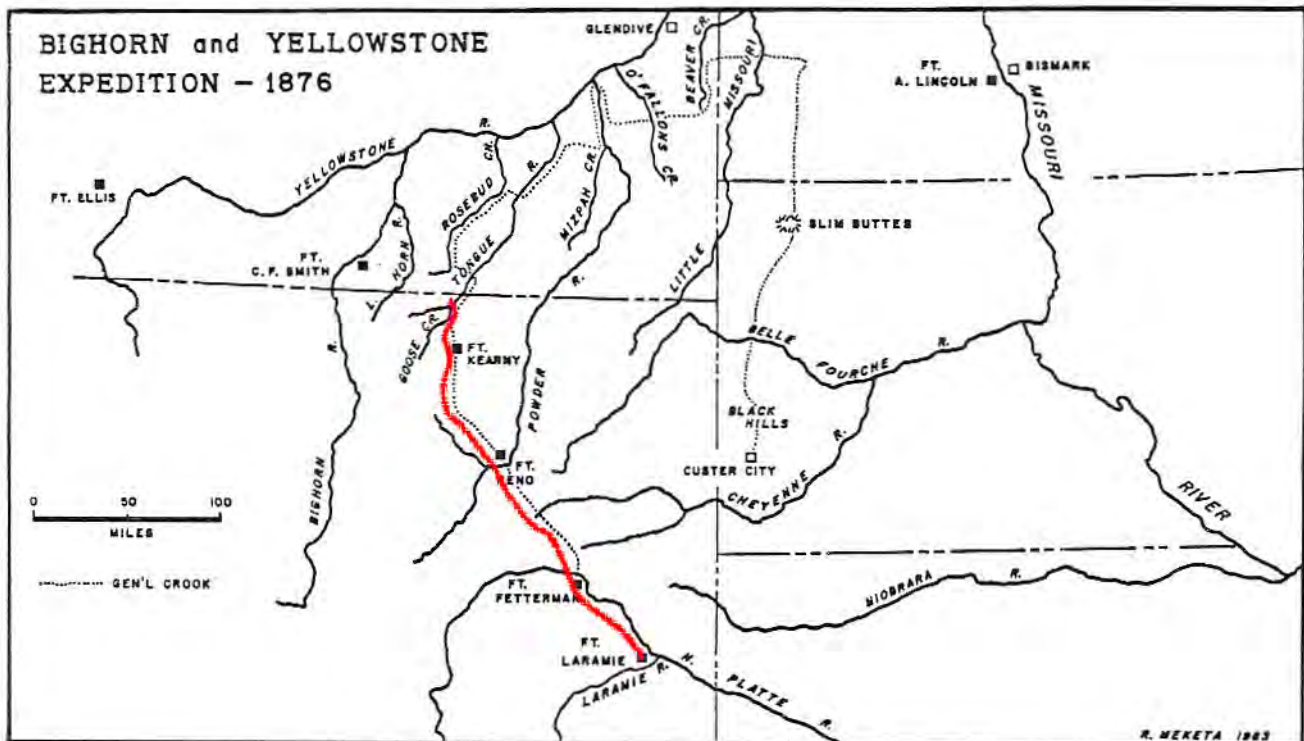 BIGHORN and YELLOWSTONE
EXPEDITION – 1876
GLENDIVE
BEAVER CR.
O'FALLONS CR.
LITTLE MISSOURI
FT.
A. LINCOLN
BISMARK
MISSOURI
RIVER
YELLOWSTONE R.
FT. ELLIS
ROSEBUD CR.
TONGUE R.
MIZPAH CR.
SLIM BUTTES
FT.
C.F. SMITH
L. HORN R.
GOOSE CR.
FT.
KEARNY
POWDER R.
BELLE FOURCHE R.
BLACK
HILLS
CUSTER CITY
CHEYENNE R.
BIGHORN R.
FT.
ENO
0 50 100
MILES
GEN'L CROOK
FT.
FETTERMAN
NIOBRARA R.
FT.
LARAMIE
LARAMIE R.
N. PLATTE R.
R. MEKETA 1983